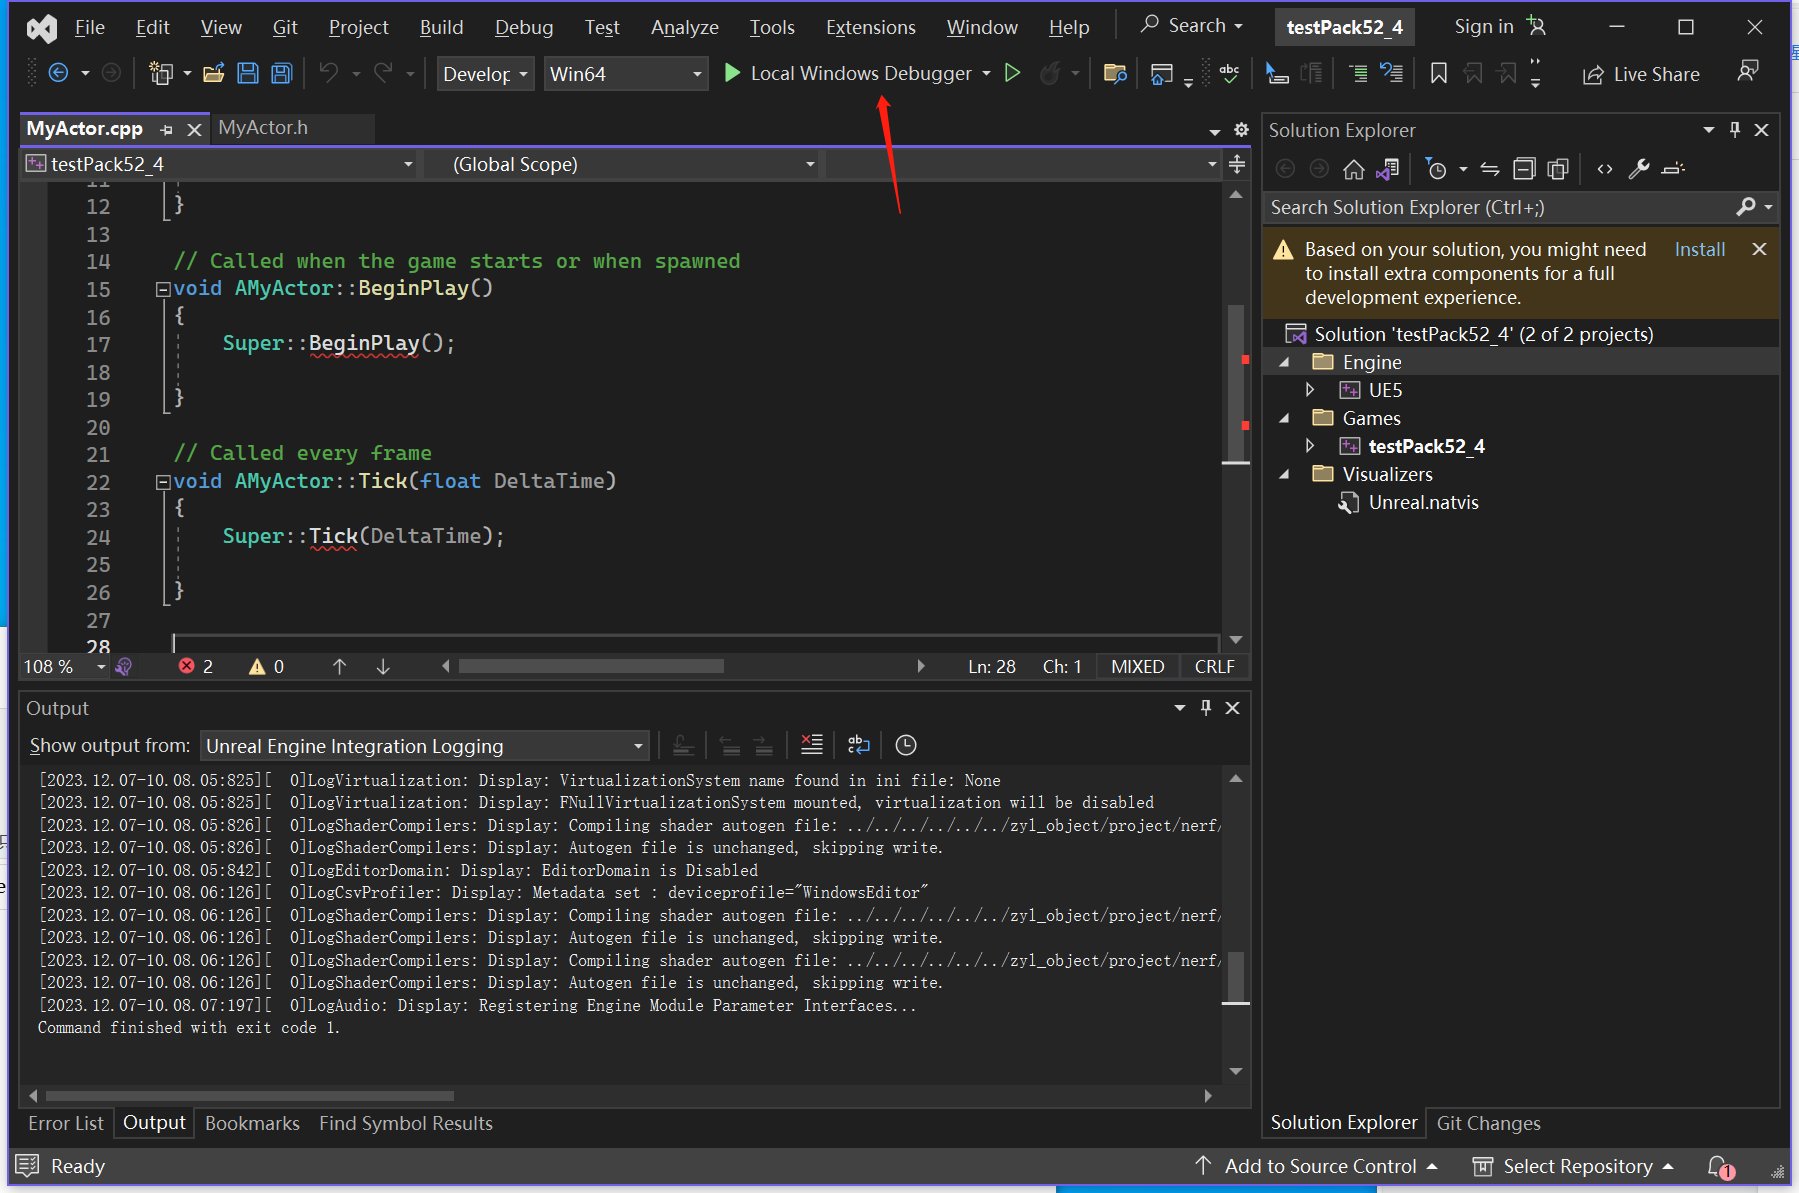 File Edit View Git Project Build Debug Test Analyze Tools Extensions Window Help Search testPack52_4 Sign in
Develop Win64 Local Windows Debugger abc Live Share
MyActor.cpp MyActor.h
testPack52_4 (Global Scope)
11
12 }
13
14 // Called when the game starts or when spawned
15 void AMyActor::BeginPlay()
16 {
17 Super::BeginPlay();
18
19 }
20
21 // Called every frame
22 void AMyActor::Tick(float DeltaTime)
23 {
24 Super::Tick(DeltaTime);
25
26 }
27
28
108 % 2 0 Ln: 28 Ch: 1 MIXED CRLF
Output
Show output from: Unreal Engine Integration Logging
[2023.12.07-10.08.05:825][ 0]LogVirtualization: Display: VirtualizationSystem name found in ini file: None
[2023.12.07-10.08.05:825][ 0]LogVirtualization: Display: FNullVirtualizationSystem mounted, virtualization will be disabled
[2023.12.07-10.08.05:826][ 0]LogShaderCompilers: Display: Compiling shader autogen file: ../../../../../../zyl_object/project/nerf/
[2023.12.07-10.08.05:826][ 0]LogShaderCompilers: Display: Autogen file is unchanged, skipping write.
[2023.12.07-10.08.05:842][ 0]LogEditorDomain: Display: EditorDomain is Disabled
[2023.12.07-10.08.06:126][ 0]LogCsvProfiler: Display: Metadata set : deviceprofile="WindowsEditor"
[2023.12.07-10.08.06:126][ 0]LogShaderCompilers: Display: Compiling shader autogen file: ../../../../../../zyl_object/project/nerf/
[2023.12.07-10.08.06:126][ 0]LogShaderCompilers: Display: Autogen file is unchanged, skipping write.
[2023.12.07-10.08.06:126][ 0]LogShaderCompilers: Display: Compiling shader autogen file: ../../../../../../zyl_object/project/nerf/
[2023.12.07-10.08.06:126][ 0]LogShaderCompilers: Display: Autogen file is unchanged, skipping write.
[2023.12.07-10.08.07:197][ 0]LogAudio: Display: Registering Engine Module Parameter Interfaces...
Command finished with exit code 1.
Error List Output Bookmarks Find Symbol Results
Solution Explorer
Search Solution Explorer (Ctrl+;)
Based on your solution, you might need Install
to install extra components for a full
development experience.
Solution 'testPack52_4' (2 of 2 projects)
Engine
UE5
Games
testPack52_4
Visualizers
Unreal.natvis
Solution Explorer Git Changes
Ready Add to Source Control Select Repository 1